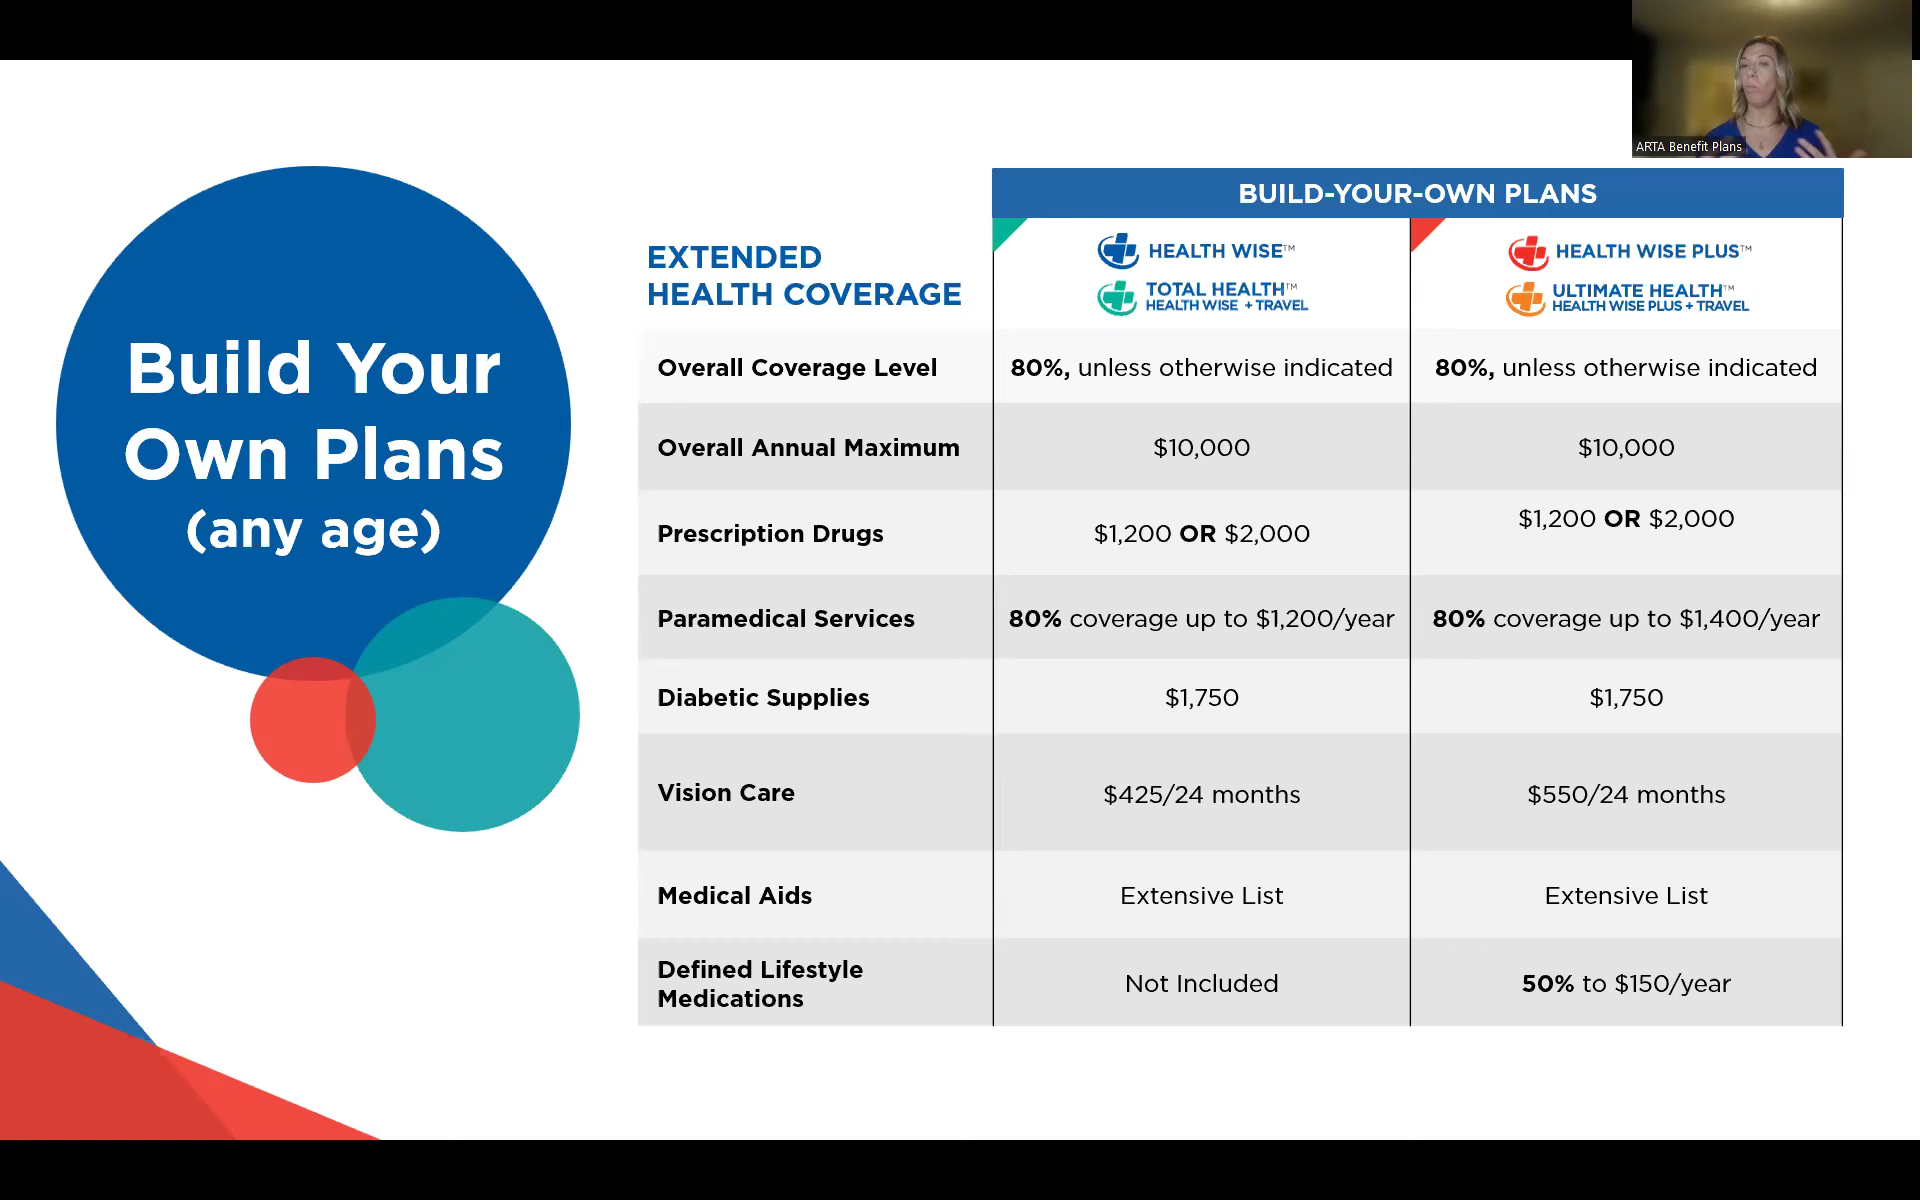 ARTA Benefit Plans
Build Your
Own Plans
(any age)
BUILD-YOUR-OWN PLANS
EXTENDED
HEALTH COVERAGE
HEALTH WISE™
TOTAL HEALTH™
HEALTH WISE + TRAVEL
HEALTH WISE PLUS™
ULTIMATE HEALTH™
HEALTH WISE PLUS + TRAVEL
Overall Coverage Level 80%, unless otherwise indicated 80%, unless otherwise indicated
Overall Annual Maximum $10,000 $10,000
Prescription Drugs $1,200 OR $2,000 $1,200 OR $2,000
Paramedical Services 80% coverage up to $1,200/year 80% coverage up to $1,400/year
Diabetic Supplies $1,750 $1,750
Vision Care $425/24 months $550/24 months
Medical Aids Extensive List Extensive List
Defined Lifestyle
Medications Not Included 50% to $150/year